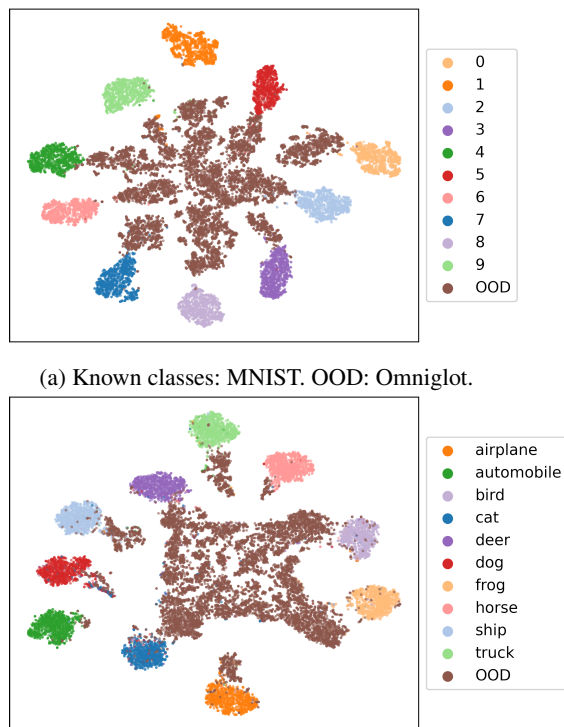 0
1
2
3
4
5
6
7
8
9
OOD
(a) Known classes: MNIST. OOD: Omniglot.
airplane
automobile
bird
cat
deer
dog
frog
horse
ship
truck
OOD